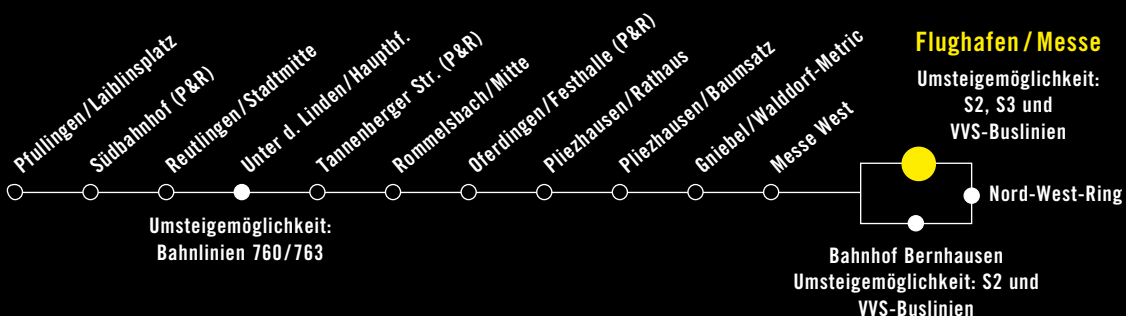 Pfullingen/Laiblinsplatz
Südbahnhof (P&R)
Reutlingen/Stadtmitte
Unter d. Linden/Hauptbf.
Tannenberger Str. (P&R)
Rommelsbach/Mitte
Oferdingen/Festhalle (P&R)
Pliezhausen/Rathaus
Pliezhausen/Baumsatz
Gniebel/Walddorf-Metric
Messe West
Flughafen/Messe
Umsteigemöglichkeit:
S2, S3 und
VVS-Buslinien
Nord-West-Ring
Umsteigemöglichkeit:
Bahnlinien 760/763
Bahnhof Bernhausen
Umsteigemöglichkeit: S2 und
VVS-Buslinien